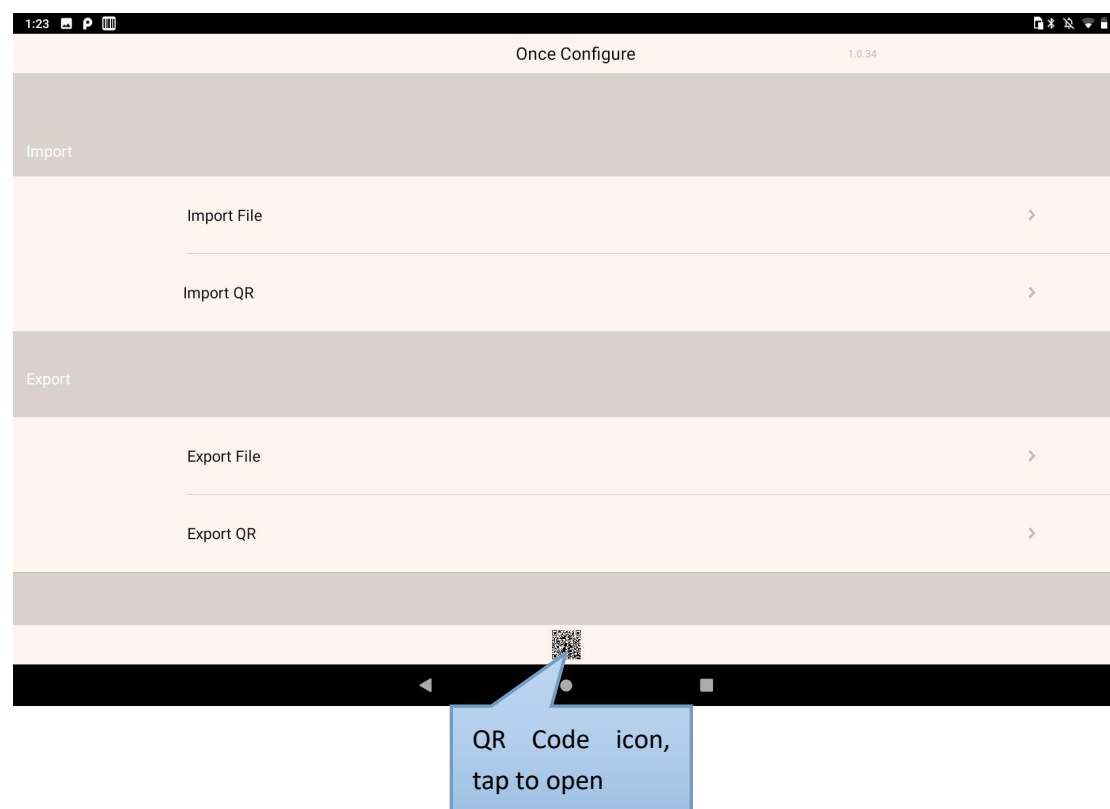 1:23
Once Configure
1.0.34
Import
Import File
Import QR
Export
Export File
Export QR
QR Code icon,
tap to open